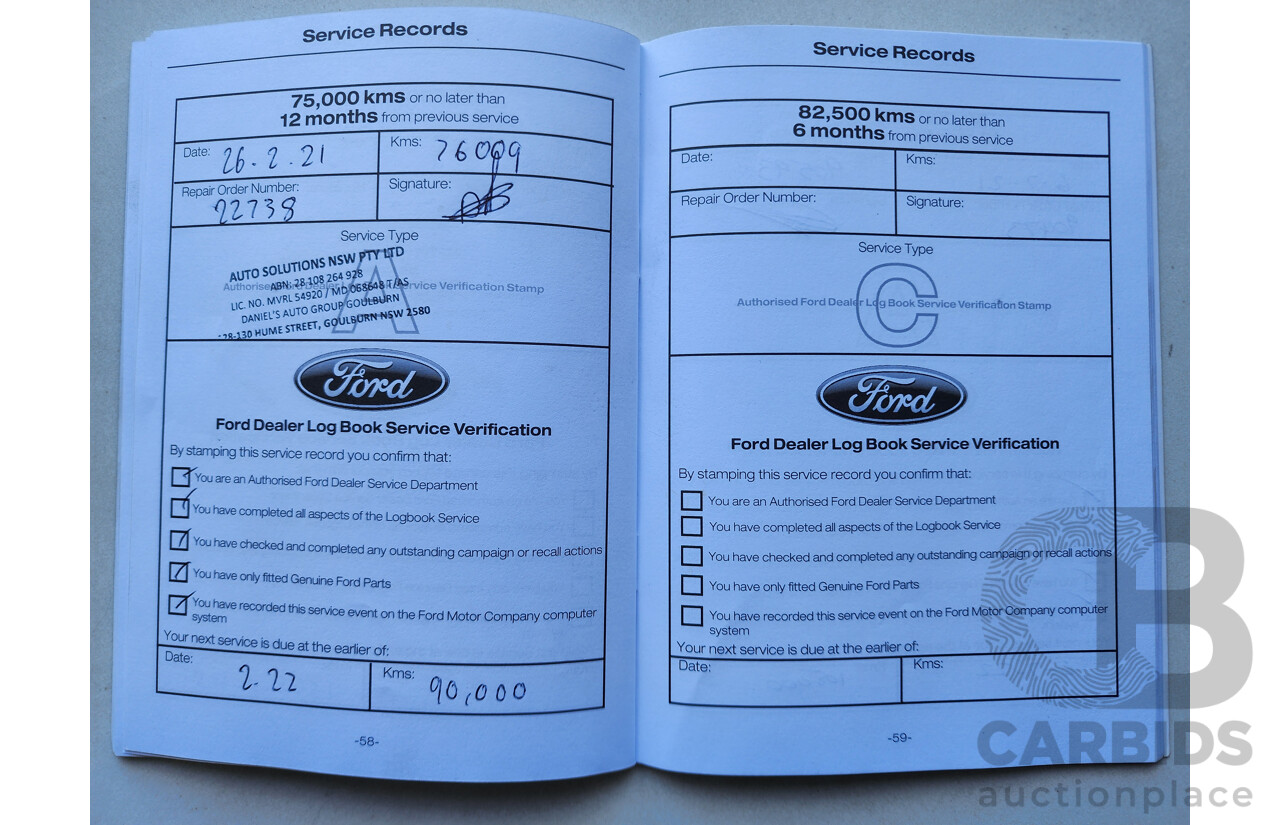 Service Records
75,000 kms or no later than
12 months from previous service
Date: 26.2.21
Kms: 76009
Repair Order Number: 22738
Signature:
Service Type
A
Authorised Ford Dealer Log Book Service Verification Stamp
AUTO SOLUTIONS NSW PTY LTD
ABN: 28 108 264 928
LIC. NO. MVRL 54920 / MD 068648 T/AS
DANIEL'S AUTO GROUP GOULBURN
28-130 HUME STREET, GOULBURN NSW 2580
Ford
Ford Dealer Log Book Service Verification
By stamping this service record you confirm that:
You are an Authorised Ford Dealer Service Department
You have completed all aspects of the Logbook Service
You have checked and completed any outstanding campaign or recall actions
You have only fitted Genuine Ford Parts
You have recorded this service event on the Ford Motor Company computer
system
Your next service is due at the earlier of:
Date: 2.22
Kms: 90,000
-58-
Service Records
82,500 kms or no later than
6 months from previous service
Date:
Kms:
Repair Order Number:
Signature:
Service Type
C
Authorised Ford Dealer Log Book Service Verification Stamp
Ford
Ford Dealer Log Book Service Verification
By stamping this service record you confirm that:
You are an Authorised Ford Dealer Service Department
You have completed all aspects of the Logbook Service
You have checked and completed any outstanding campaign or recall actions
You have only fitted Genuine Ford Parts
You have recorded this service event on the Ford Motor Company computer
system
Your next service is due at the earlier of:
Date:
Kms:
-59-
CB
CARBIDS
auctionplace